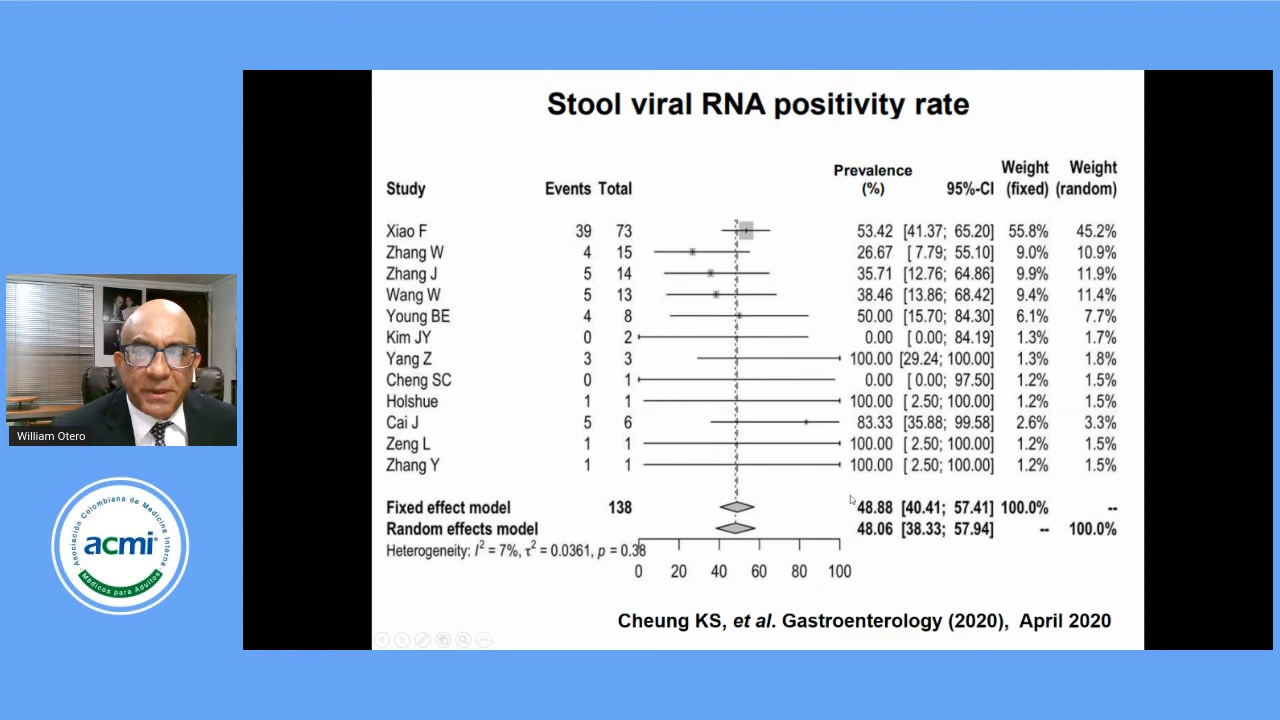 Stool viral RNA positivity rate
Study Events Total Prevalence (%) 95%-CI Weight (fixed) Weight (random)
Xiao F 39 73 53.42 [41.37; 65.20] 55.8% 45.2%
Zhang W 4 15 26.67 [ 7.79; 55.10] 9.0% 10.9%
Zhang J 5 14 35.71 [12.76; 64.86] 9.9% 11.9%
Wang W 5 13 38.46 [13.86; 68.42] 9.4% 11.4%
Young BE 4 8 50.00 [15.70; 84.30] 6.1% 7.7%
Kim JY 0 2 0.00 [ 0.00; 84.19] 1.3% 1.7%
Yang Z 3 3 100.00 [29.24; 100.00] 1.3% 1.8%
Cheng SC 0 1 0.00 [ 0.00; 97.50] 1.2% 1.5%
Holshue 1 1 100.00 [ 2.50; 100.00] 1.2% 1.5%
Cai J 5 6 83.33 [35.88; 99.58] 2.6% 3.3%
Zeng L 1 1 100.00 [ 2.50; 100.00] 1.2% 1.5%
Zhang Y 1 1 100.00 [ 2.50; 100.00] 1.2% 1.5%
Fixed effect model 138 48.88 [40.41; 57.41] 100.0% --
Random effects model 48.06 [38.33; 57.94] -- 100.0%
Heterogeneity: I² = 7%, τ² = 0.0361, p = 0.38
0 20 40 60 80 100
Cheung KS, et al. Gastroenterology (2020), April 2020
William Otero
Asociación Colombiana de Medicina Interna
acmi
Médicos para Adultos